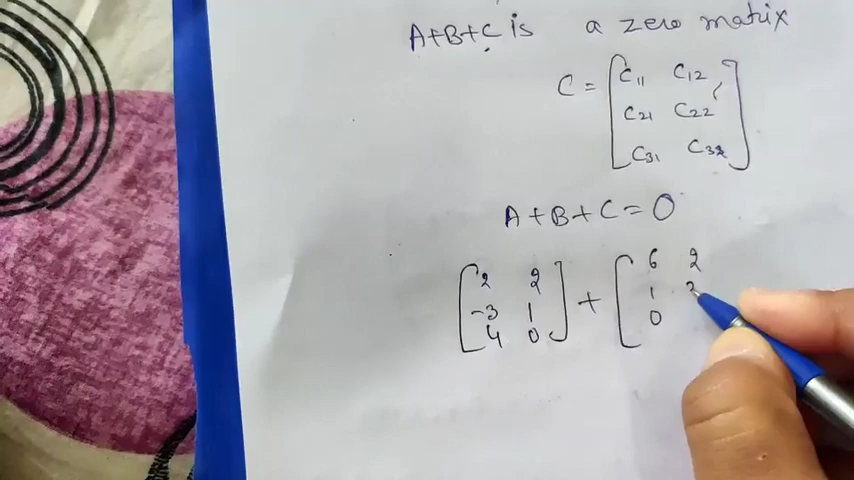 A+B+C is a zero matrix
C = [ C11 C12
C21 C22
C31 C32 ]
A+B+C = O
[ 2 2 ] + [ 6 2
-3 1 1
4 0 0